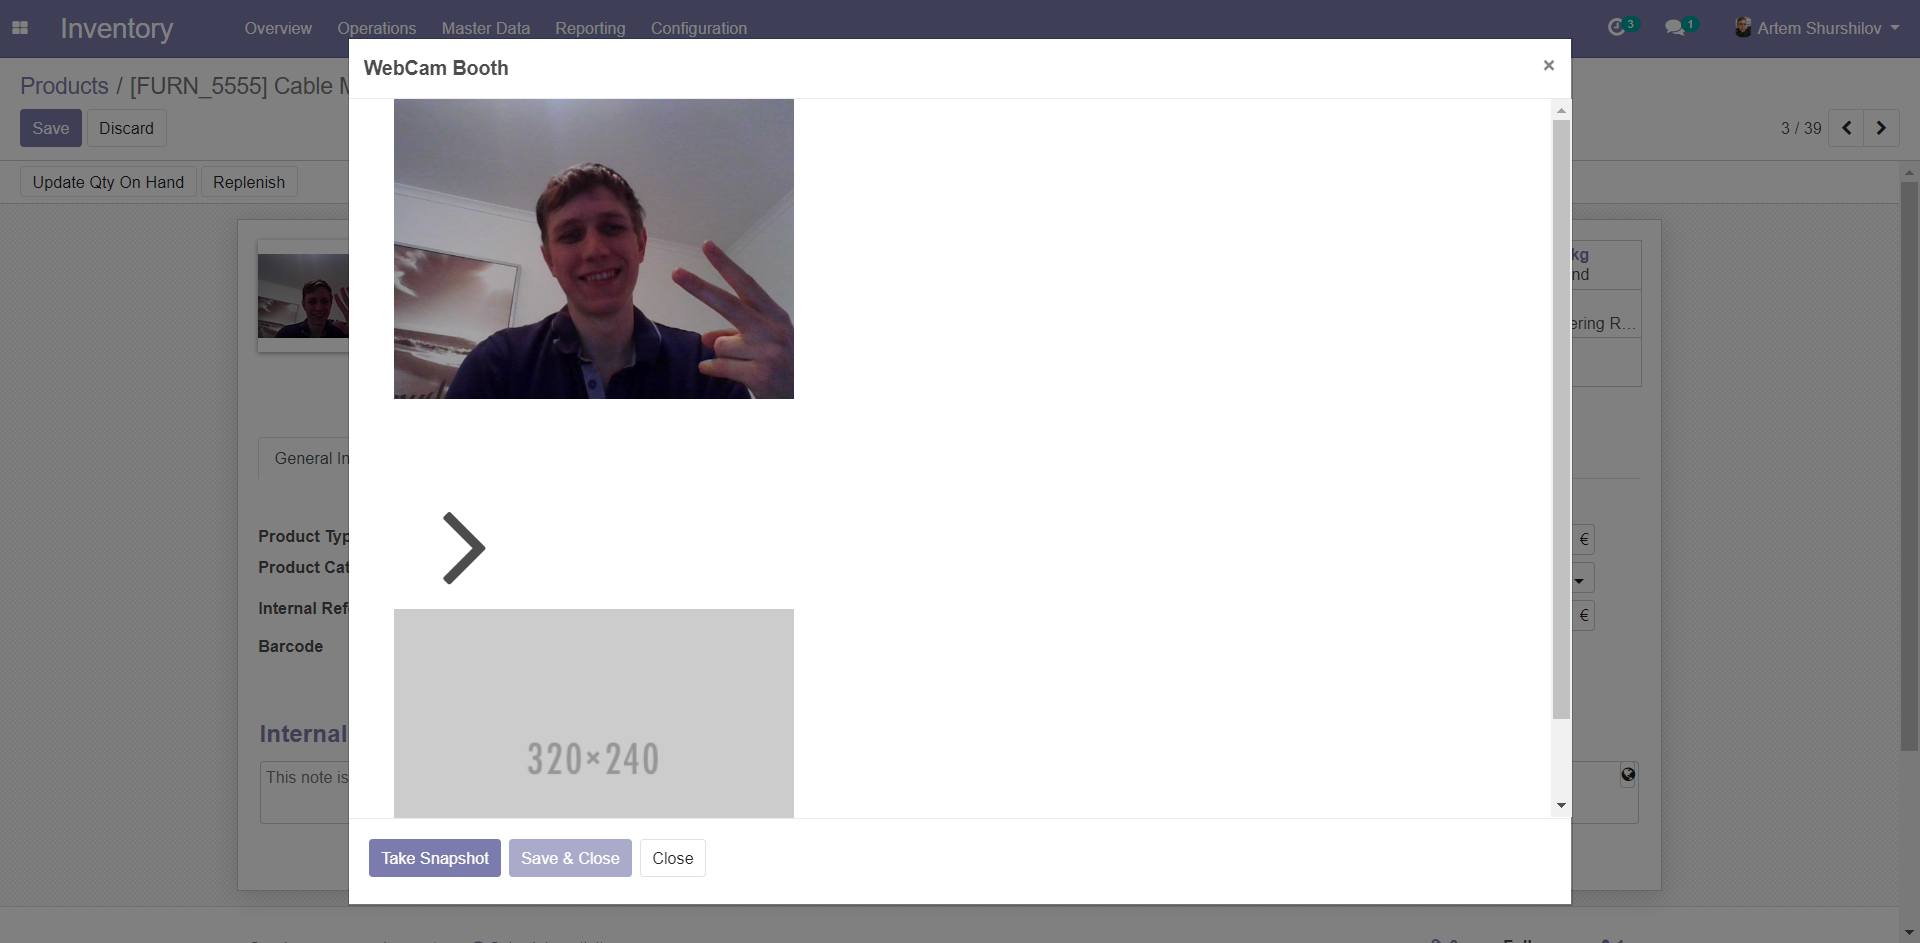 Inventory Overview Operations Master Data Reporting Configuration 3 1 Artem Shurshilov
WebCam Booth ×
Products / [FURN_5555] Cable
Save Discard
3 / 39
Update Qty On Hand Replenish
kg
nd
ering R...
General In
Product Typ
€
Product Cat
Internal Ref
€
Barcode
Internal
320×240
This note is
Take Snapshot Save & Close Close